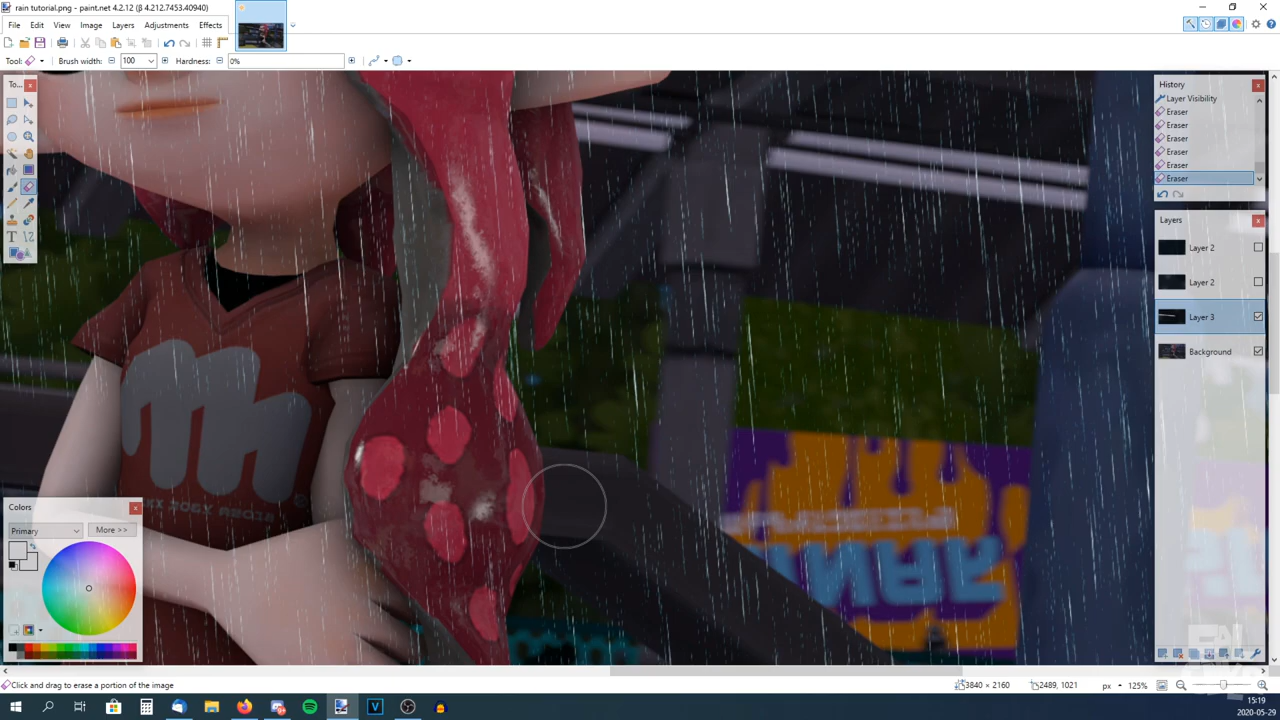 rain tutorial.png - paint.net 4.2.12 (β 4.212.7453.40940)
File Edit View Image Layers Adjustments Effects
Tool: Brush width: 100 Hardness: 0%
To...
History
Layer Visibility
Eraser
Eraser
Eraser
Eraser
Eraser
Eraser
Layers
Layer 2
Layer 2
Layer 3
Background
Colors
Primary
More >>
Click and drag to erase a portion of the image
3840 × 2160
2489, 1021
px
125%
15:19
2020-05-29